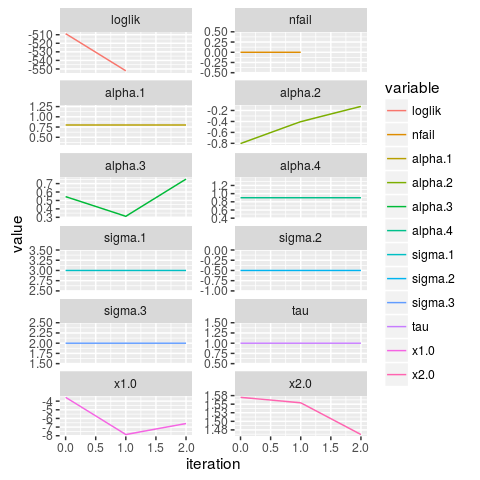 loglik
nfail
-510
-520
-530
-540
-550
0.50
0.25
0.00
-0.25
-0.50
alpha.1
alpha.2
1.25
1.00
0.75
0.50
-0.2
-0.4
-0.6
-0.8
alpha.3
alpha.4
0.7
0.6
0.5
0.4
0.3
1.2
1.0
0.8
0.6
0.4
sigma.1
sigma.2
3.50
3.25
3.00
2.75
2.50
0.00
-0.25
-0.50
-0.75
-1.00
sigma.3
tau
2.50
2.25
2.00
1.75
1.50
1.50
1.25
1.00
0.75
0.50
x1.0
x2.0
-4
-5
-6
-7
-8
1.58
1.55
1.53
1.50
1.48
0.0 0.5 1.0 1.5 2.0
0.0 0.5 1.0 1.5 2.0
iteration
value
variable
loglik
nfail
alpha.1
alpha.2
alpha.3
alpha.4
sigma.1
sigma.2
sigma.3
tau
x1.0
x2.0